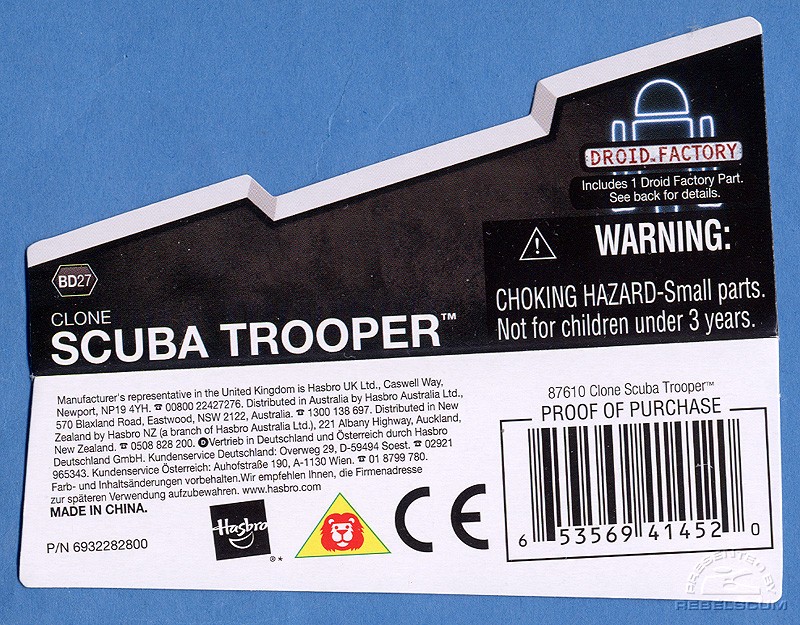 DROID FACTORY
Includes 1 Droid Factory Part.
See back for details.
WARNING:
CHOKING HAZARD-Small parts.
Not for children under 3 years.
BD27
CLONE
SCUBA TROOPER™
Manufacturer's representative in the United Kingdom is Hasbro UK Ltd., Caswell Way,
Newport, NP19 4YH. ☎ 00800 22427276. Distributed in Australia by Hasbro Australia Ltd.,
570 Blaxland Road, Eastwood, NSW 2122, Australia. ☎ 1300 138 697. Distributed in New
Zealand by Hasbro NZ (a branch of Hasbro Australia Ltd.), 221 Albany Highway, Auckland,
New Zealand. ☎ 0508 828 200. D Vertrieb in Deutschland und Österreich durch Hasbro
Deutschland GmbH. Kundenservice Deutschland: Overweg 29, D-59494 Soest. ☎ 02921
965343. Kundenservice Österreich: Auhofstraße 190, A-1130 Wien. ☎ 01 8799 780.
Farb- und Inhaltsänderungen vorbehalten.Wir empfehlen Ihnen, die Firmenadresse
zur späteren Verwendung aufzubewahren. www.hasbro.com
MADE IN CHINA.
P/N 6932282800
Hasbro
®*
CE
87610 Clone Scuba Trooper™
PROOF OF PURCHASE
6 53569 41452 0
PRESENTED BY
REBELSCUM